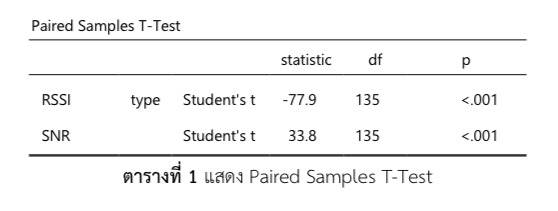 Paired Samples T-Test
statistic df p
RSSI type Student's t -77.9 135 <.001
SNR Student's t 33.8 135 <.001
ตารางที่ 1 แสดง Paired Samples T-Test